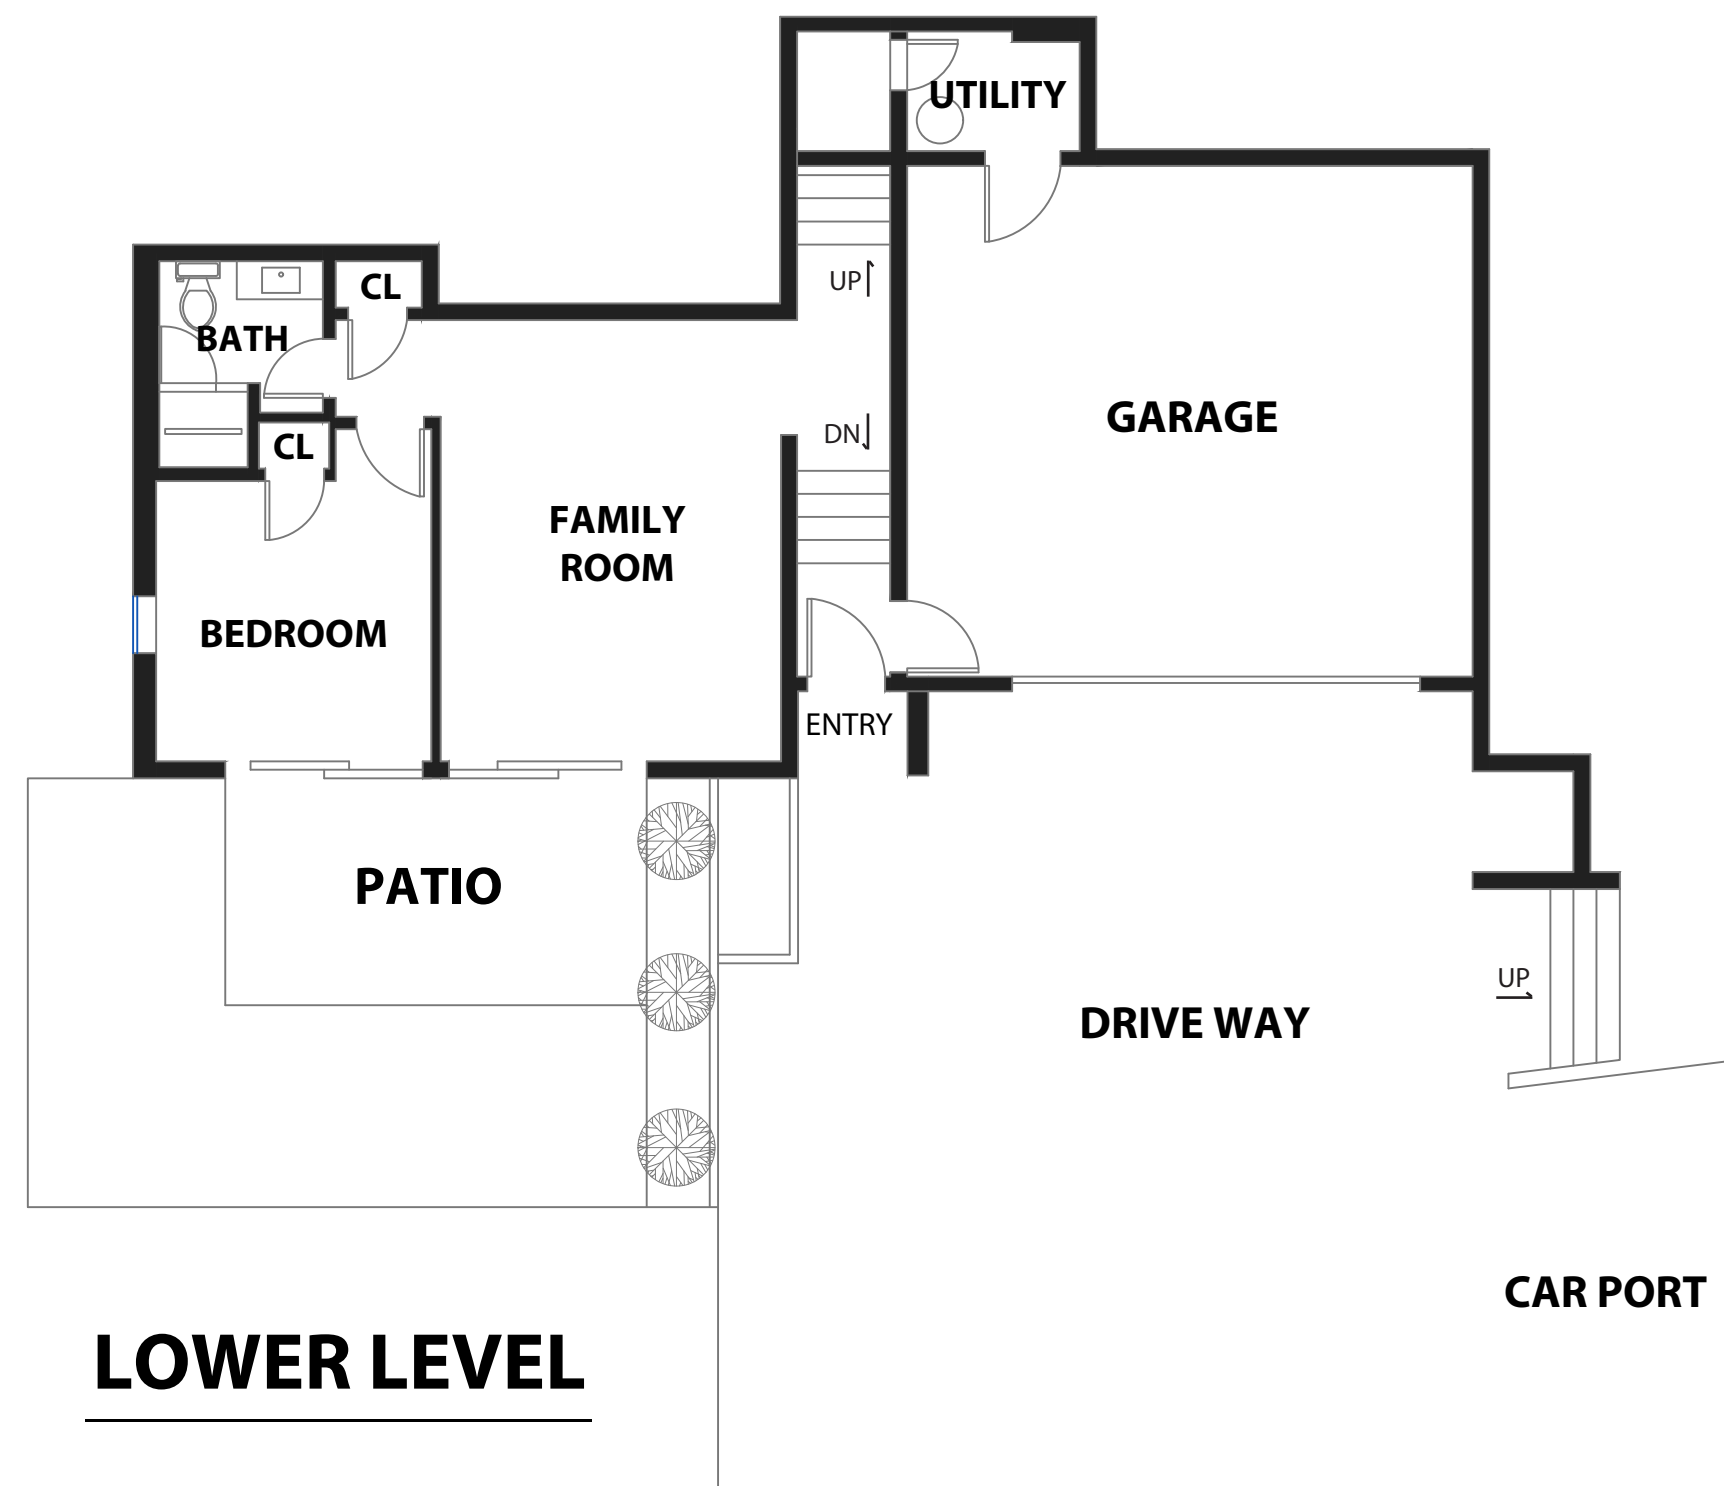 UTILITY
UP
CL
BATH
DN
GARAGE
CL
FAMILY
ROOM
BEDROOM
ENTRY
PATIO
UP
DRIVE WAY
CAR PORT
LOWER LEVEL